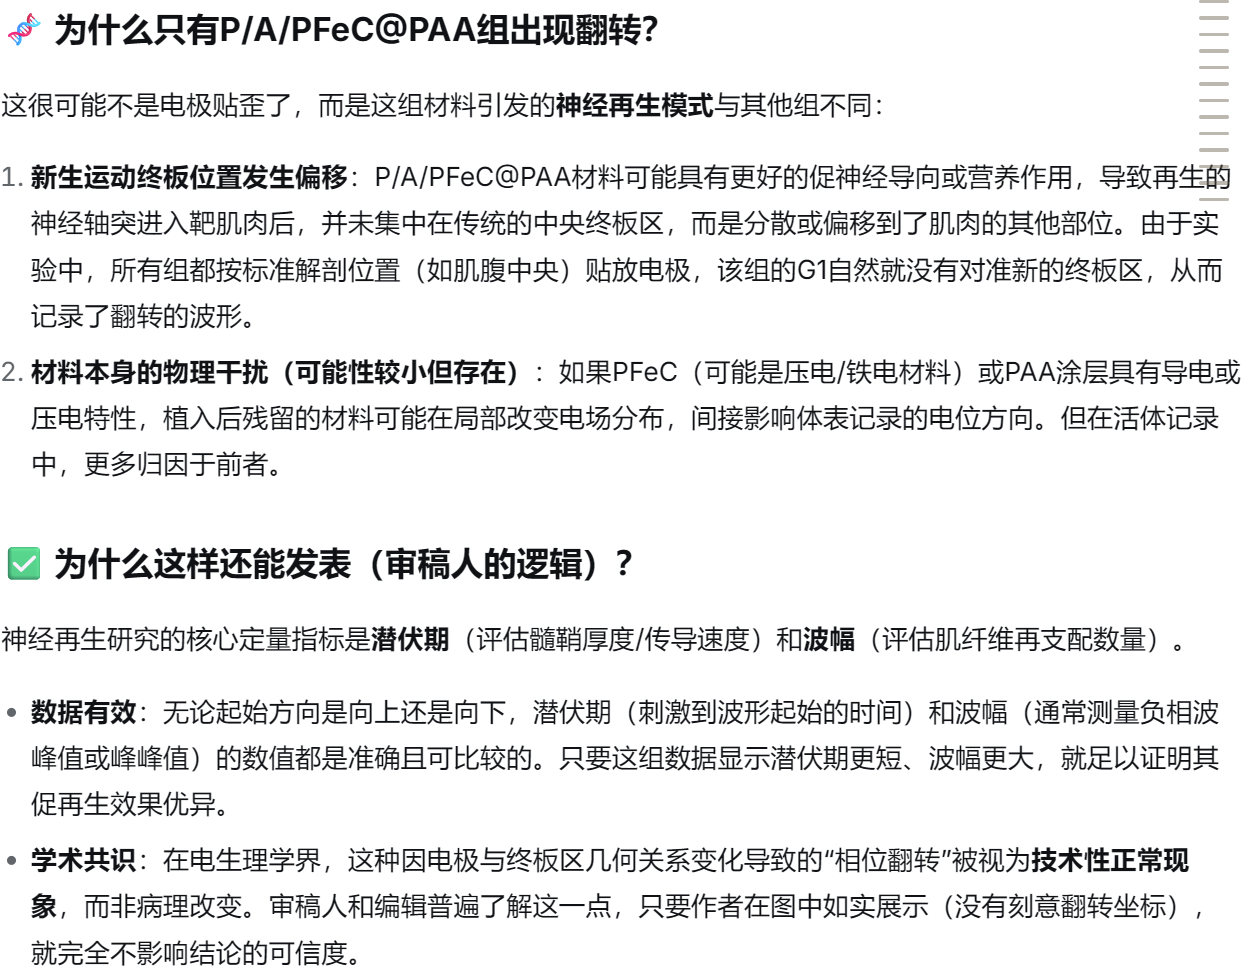 🧬 为什么只有P/A/PFeC@PAA组出现翻转？
这很可能不是电极贴歪了，而是这组材料引发的神经再生模式与其他组不同：
1. 新生运动终板位置发生偏移：P/A/PFeC@PAA材料可能具有更好的促神经导向或营养作用，导致再生的
神经轴突进入靶肌肉后，并未集中在传统的中央终板区，而是分散或偏移到了肌肉的其他部位。由于实
验中，所有组都按标准解剖位置（如肌腹中央）贴放电极，该组的G1自然就没有对准新的终板区，从而
记录了翻转的波形。
2. 材料本身的物理干扰（可能性较小但存在）：如果PFeC（可能是压电/铁电材料）或PAA涂层具有导电或
压电特性，植入后残留的材料可能在局部改变电场分布，间接影响体表记录的电位方向。但在活体记录
中，更多归因于前者。
✅ 为什么这样还能发表（审稿人的逻辑）？
神经再生研究的核心定量指标是潜伏期（评估髓鞘厚度/传导速度）和波幅（评估肌纤维再支配数量）。
• 数据有效：无论起始方向是向上还是向下，潜伏期（刺激到波形起始的时间）和波幅（通常测量负相波
峰值或峰峰值）的数值都是准确且可比较的。只要这组数据显示潜伏期更短、波幅更大，就足以证明其
促再生效果优异。
• 学术共识：在电生理学界，这种因电极与终板区几何关系变化导致的“相位翻转”被视为技术性正常现
象，而非病理改变。审稿人和编辑普遍了解这一点，只要作者在图中如实展示（没有刻意翻转坐标），
就完全不影响结论的可信度。